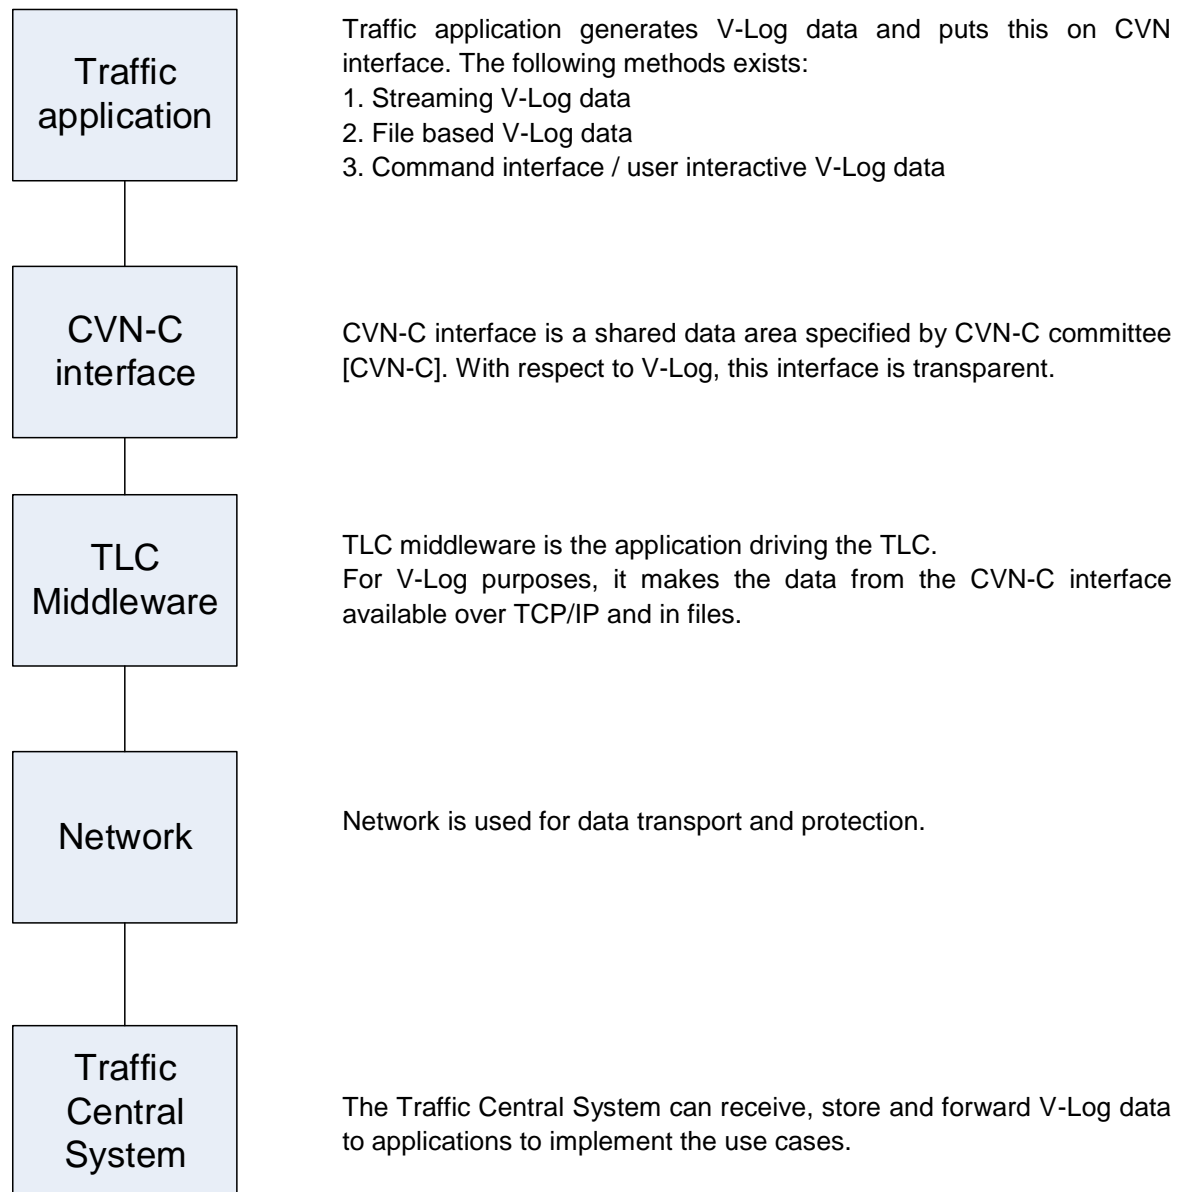 Traffic
application
Traffic application generates V-Log data and puts this on CVN
interface. The following methods exists:
1. Streaming V-Log data
2. File based V-Log data
3. Command interface / user interactive V-Log data
CVN-C
interface
CVN-C interface is a shared data area specified by CVN-C committee
[CVN-C]. With respect to V-Log, this interface is transparent.
TLC
Middleware
TLC middleware is the application driving the TLC.
For V-Log purposes, it makes the data from the CVN-C interface
available over TCP/IP and in files.
Network
Network is used for data transport and protection.
Traffic
Central
System
The Traffic Central System can receive, store and forward V-Log data
to applications to implement the use cases.